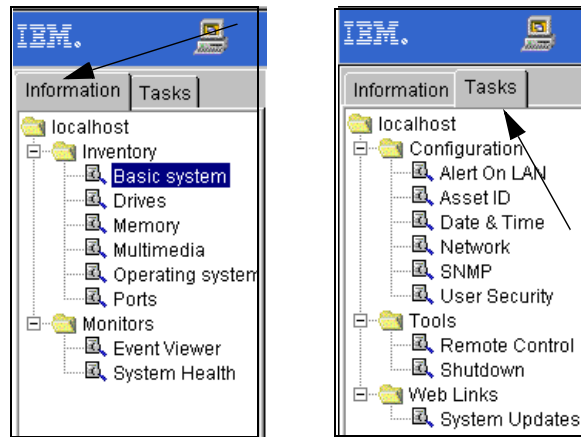 IBM.
Information Tasks
localhost
Inventory
Basic system
Drives
Memory
Multimedia
Operating system
Ports
Monitors
Event Viewer
System Health
IBM.
Information Tasks
localhost
Configuration
Alert On LAN
Asset ID
Date & Time
Network
SNMP
User Security
Tools
Remote Control
Shutdown
Web Links
System Updates